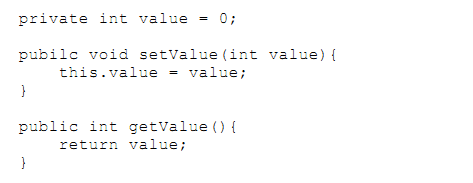 private int value = 0;
pubilc void setValue(int value){
this.value = value;
}
public int getValue(){
return value;
}